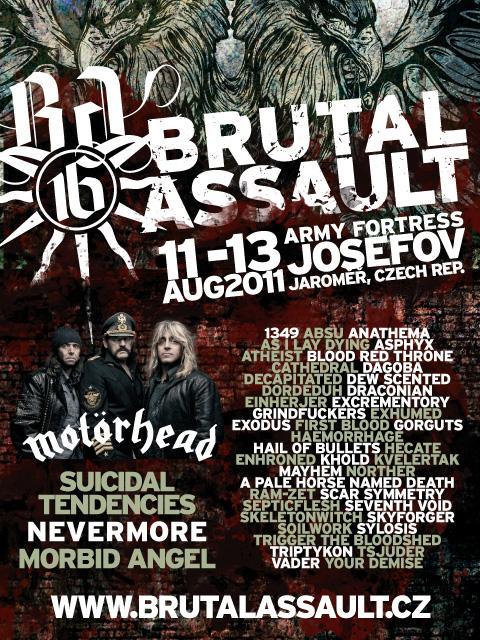 BA
16
BRUTAL
ASSAULT
11-13
AUG2011
ARMY FORTRESS
JOSEFOV
JAROMER, CZECH REP.
motörhead
SUICIDAL
TENDENCIES
NEVERMORE
MORBID ANGEL
1349 ABSU ANATHEMA
AS I LAY DYING ASPHYX
ATHEIST BLOOD RED THRONE
CATHEDRAL DAGOBA
DECAPITATED DEW SCENTED
DORDEDUH DRACONIAN
EINHERJER EXCREMENTORY
GRINDFUCKERS EXHUMED
EXODUS FIRST BLOOD GORGUTS
HAEMORRHAGE
HAIL OF BULLETS HECATE
ENHRONED KHOLD KVELERTAK
MAYHEM NORTHER
A PALE HORSE NAMED DEATH
RAM-ZET SCAR SYMMETRY
SEPTICFLESH SEVENTH VOID
SKELETONWITCH SKYFORGER
SOILWORK SYLOSIS
TRIGGER THE BLOODSHED
TRIPTYKON TSJUDER
VADER YOUR DEMISE
WWW.BRUTALASSAULT.CZ